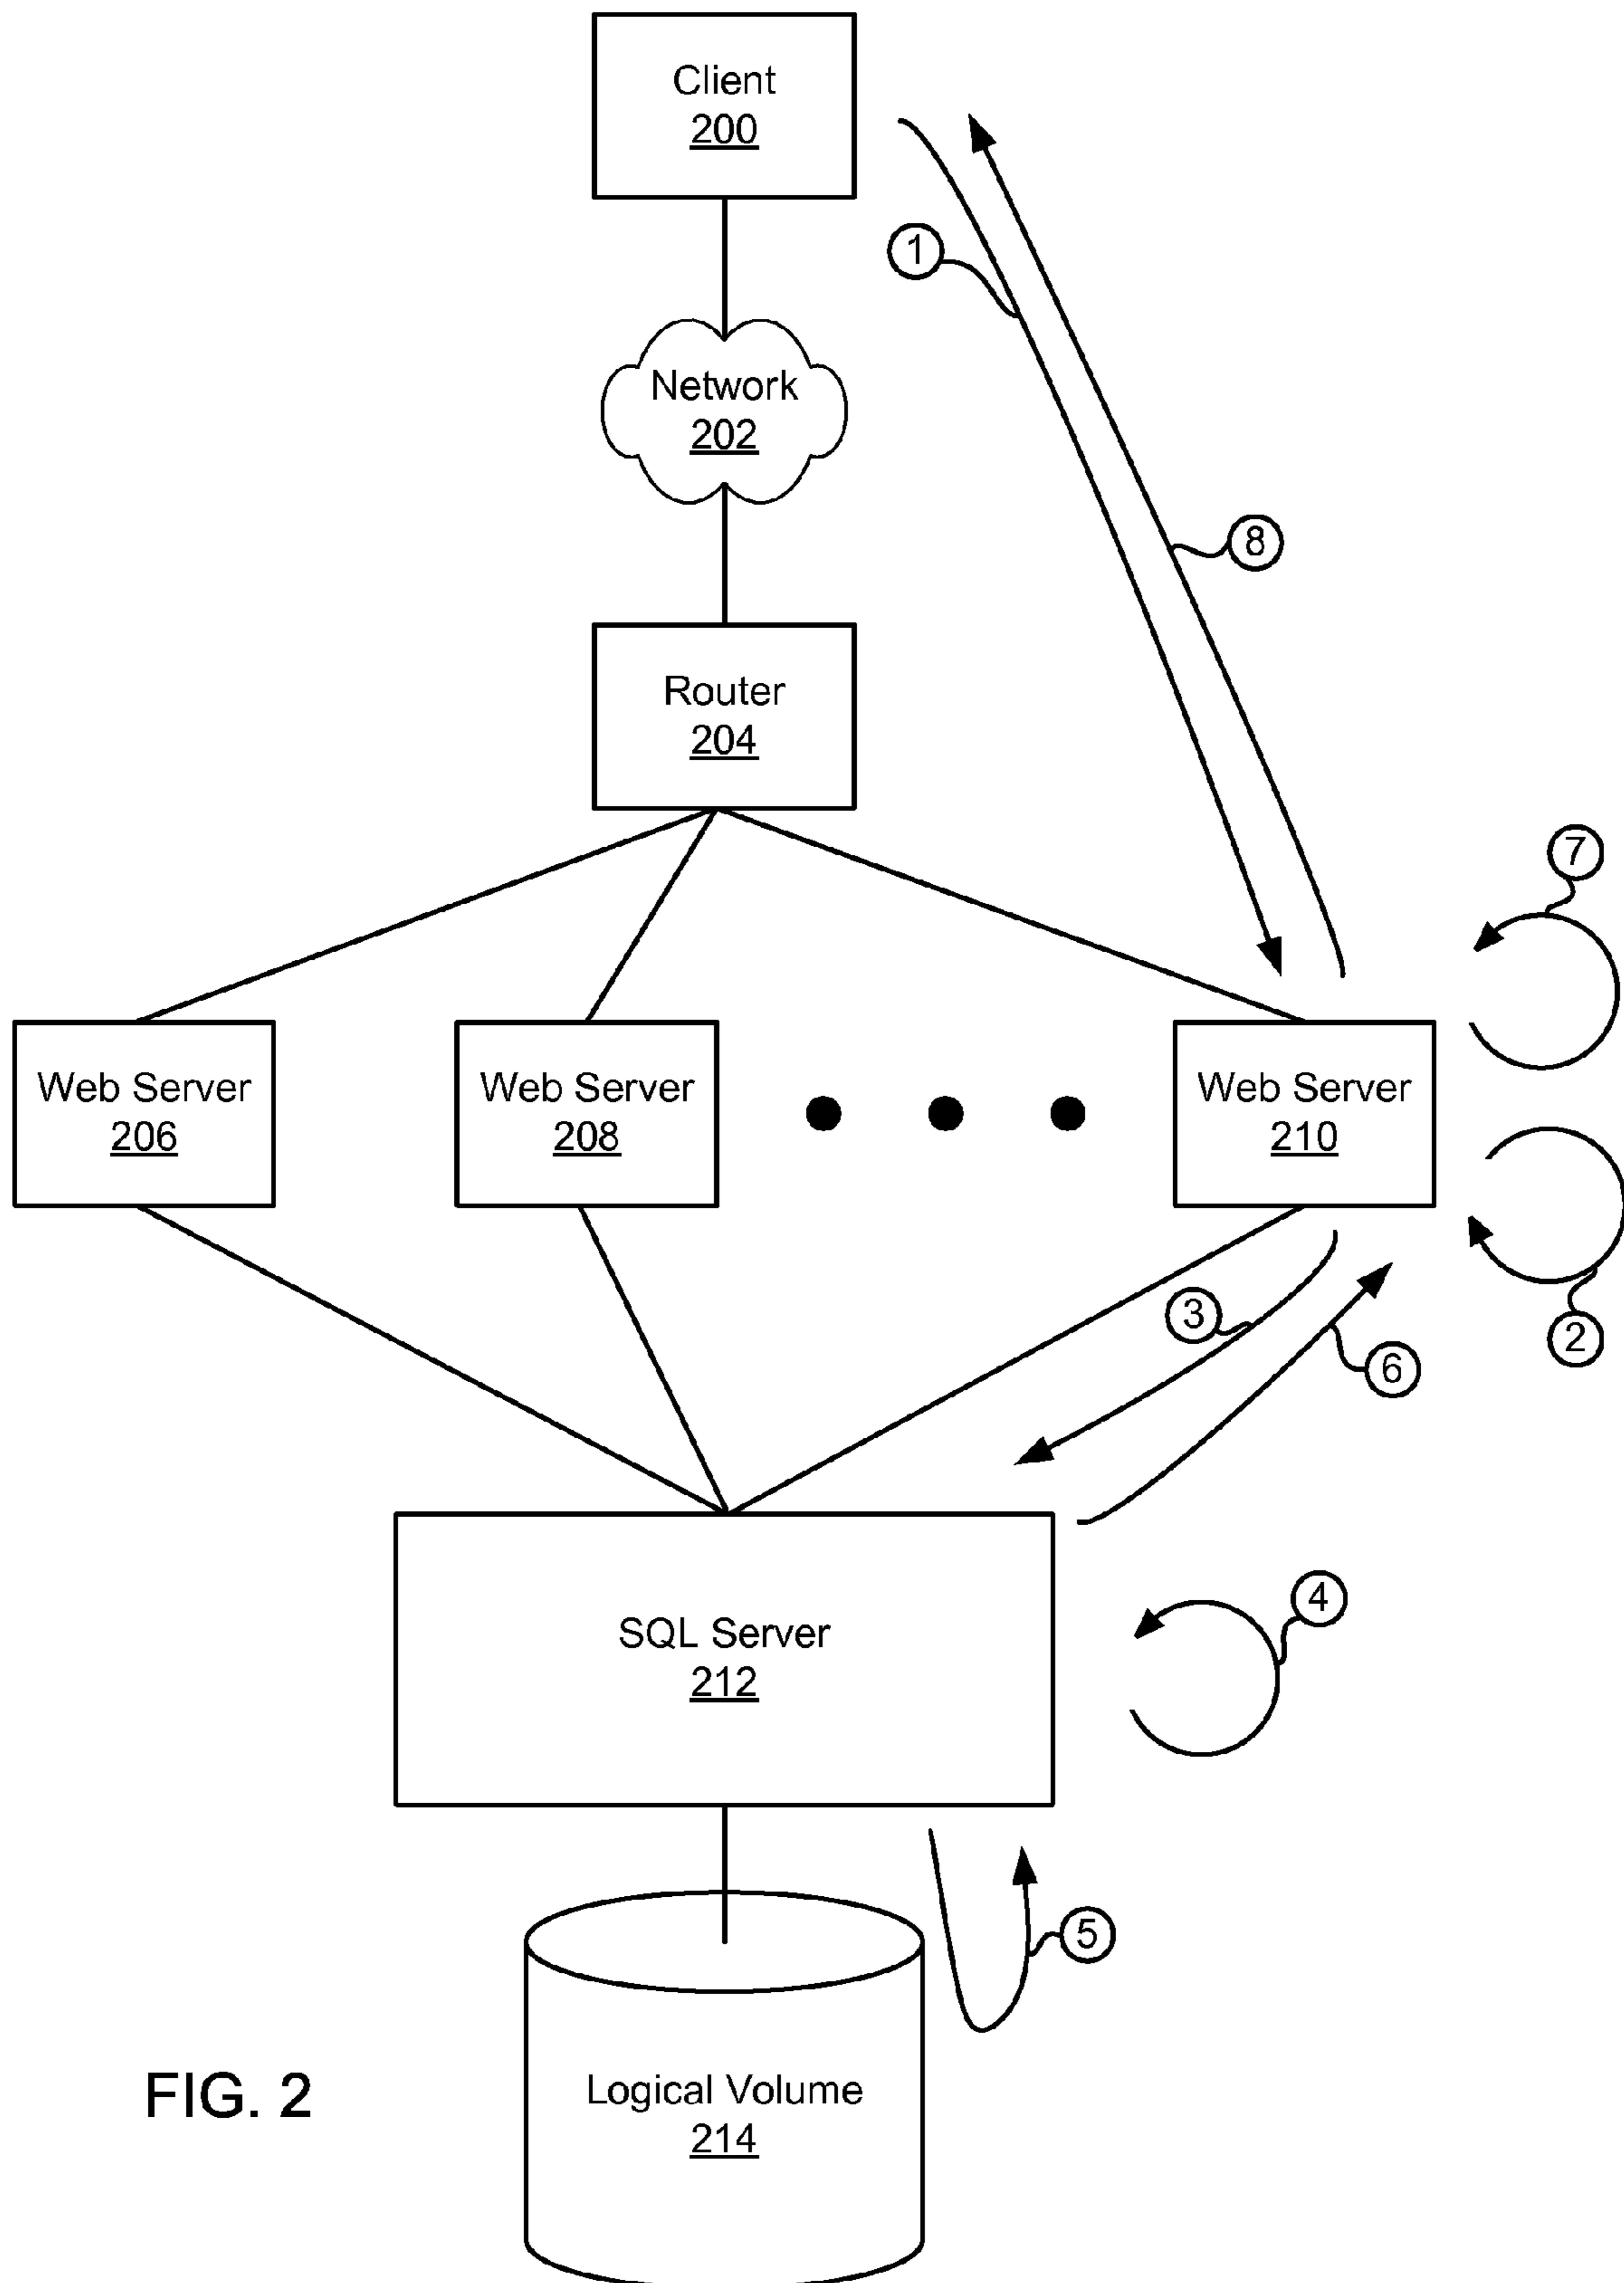 Client
200
1
Network
202
8
Router
204
7
Web Server
206
Web Server
208
Web Server
210
3
2
6
4
SQL Server
212
5
Logical Volume
214
FIG. 2